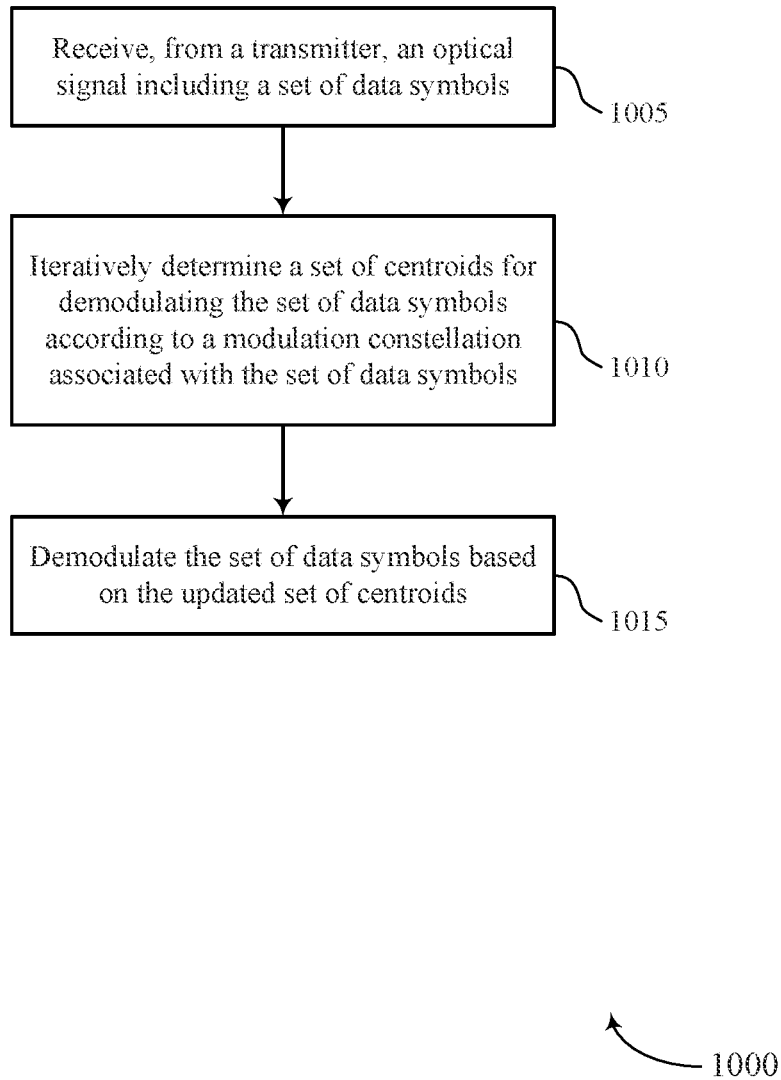 Receive, from a transmitter, an optical
signal including a set of data symbols
1005
Iteratively determine a set of centroids for
demodulating the set of data symbols
according to a modulation constellation
associated with the set of data symbols
1010
Demodulate the set of data symbols based
on the updated set of centroids
1015
1000